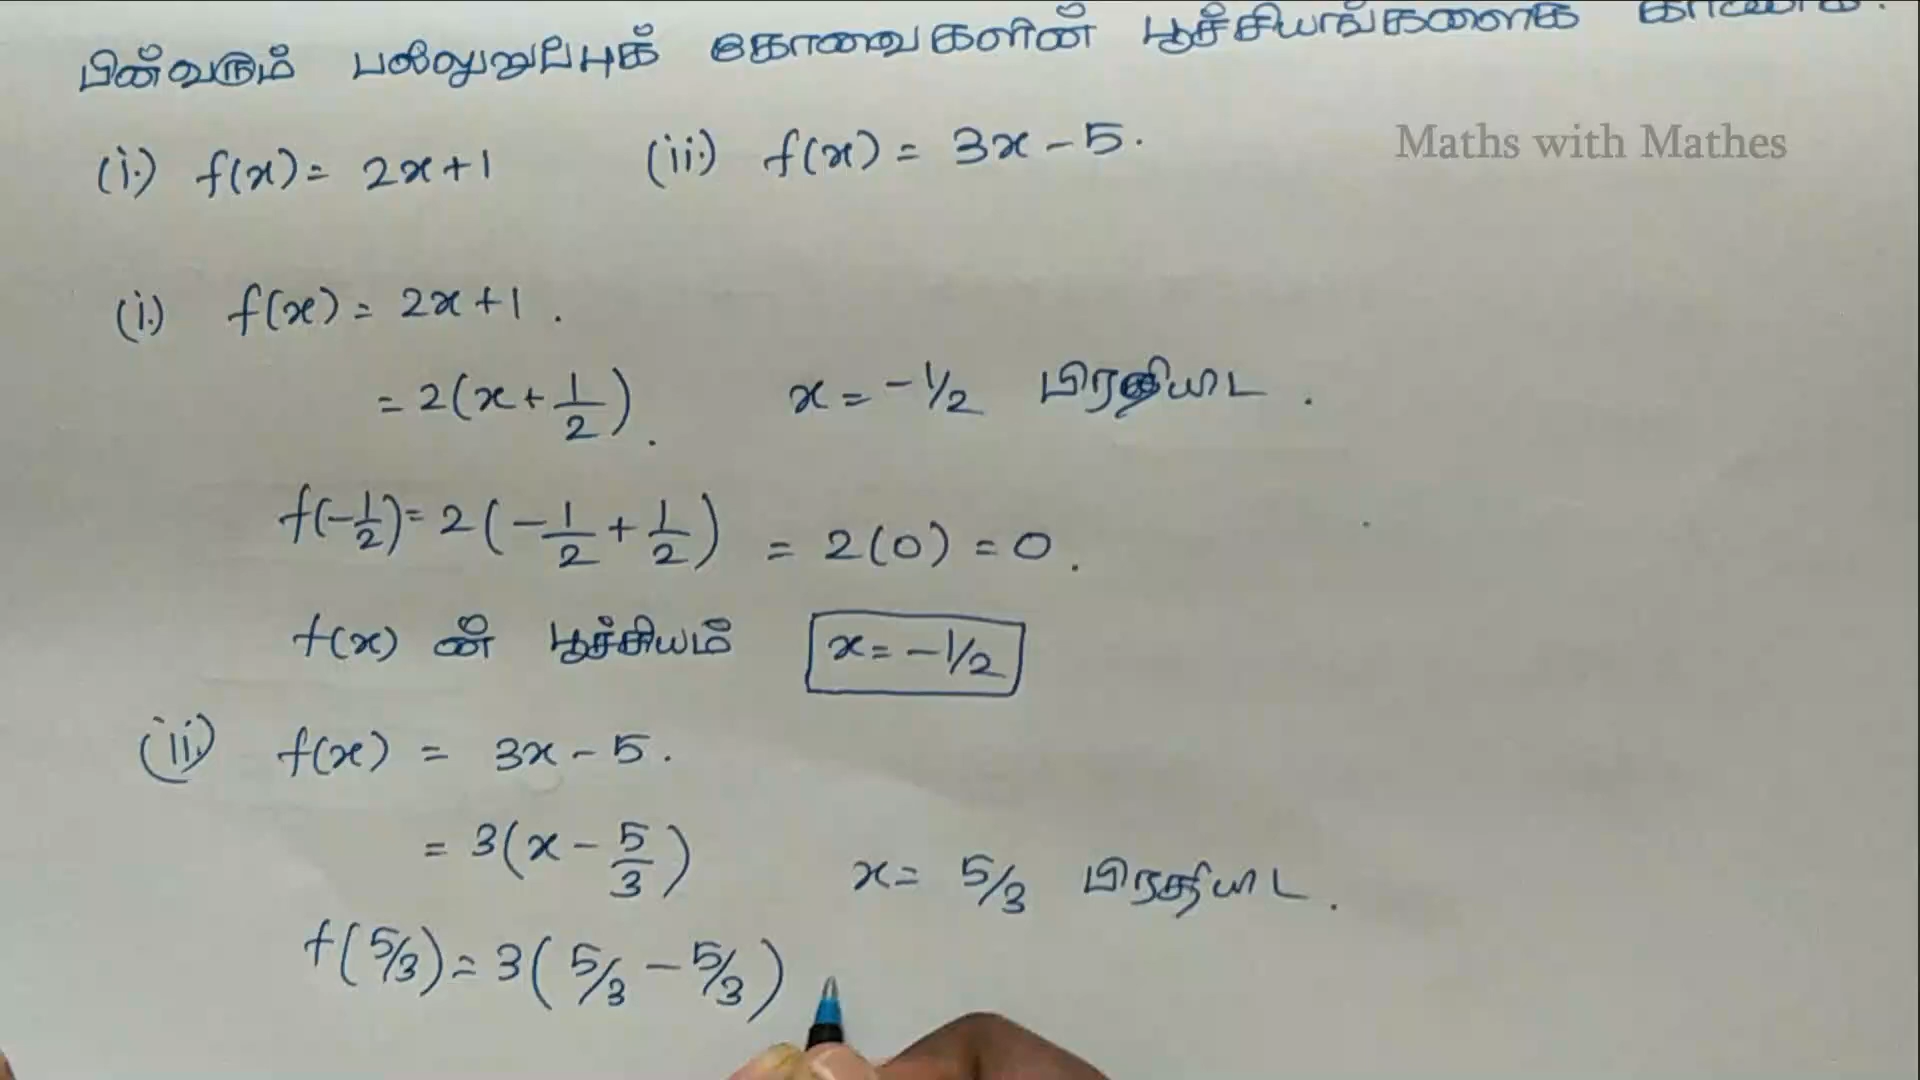 பின்வரும் பல்லுறுப்புக் கோவைகளின் பூச்சியங்களைக் காண்க.
(i) f(x) = 2x+1 (ii) f(x) = 3x-5.
Maths with Mathes
(i) f(x) = 2x+1.
= 2(x+1/2). x = -1/2 பிரதியிட.
f(-1/2) = 2(-1/2 + 1/2) = 2(0) = 0.
f(x) ன் பூச்சியம் x = -1/2
(ii) f(x) = 3x-5.
= 3(x - 5/3) x = 5/3 பிரதியிட.
f(5/3) = 3(5/3 - 5/3)